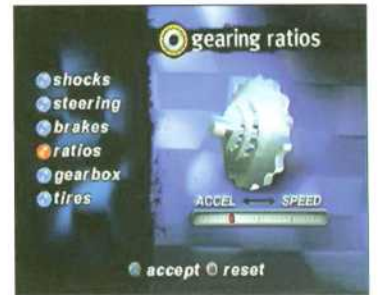 gearing ratios
shocks
steering
brakes
ratios
gearbox
tires
ACCEL SPEED
accept reset